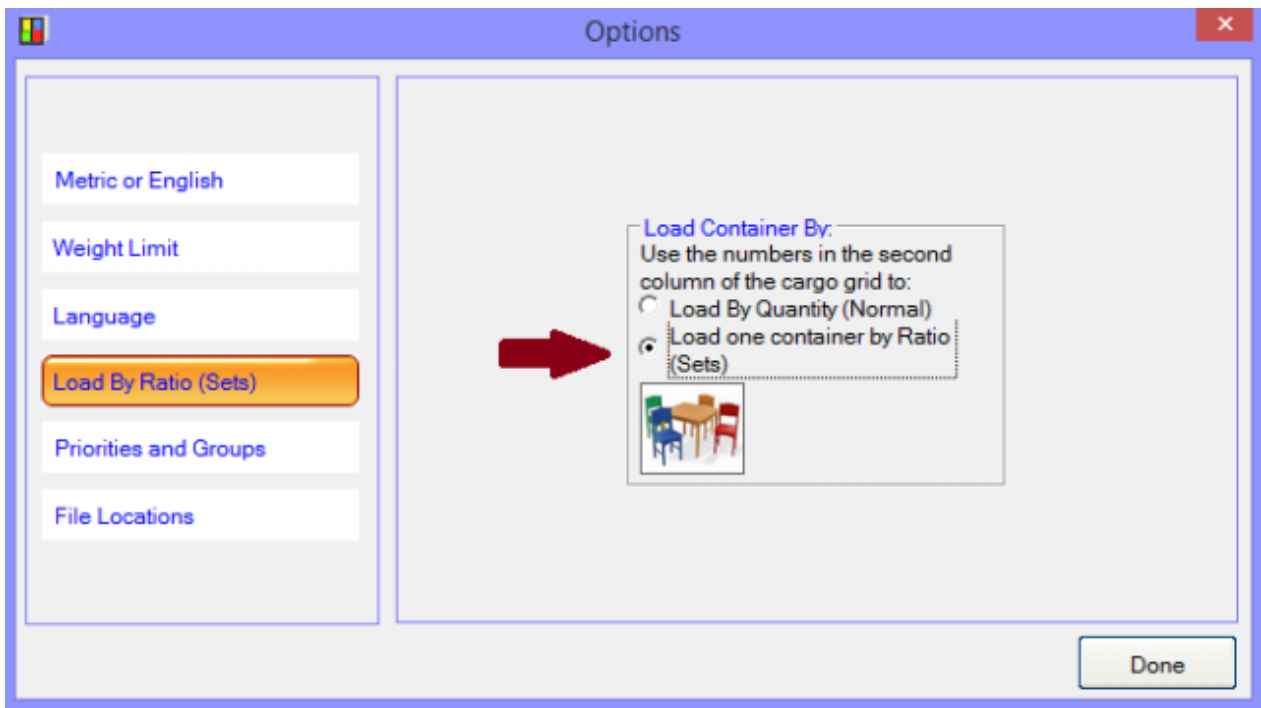 Options
Metric or English
Weight Limit
Language
Load By Ratio (Sets)
Priorities and Groups
File Locations
Load Container By:
Use the numbers in the second
column of the cargo grid to:
Load By Quantity (Normal)
Load one container by Ratio
(Sets)
Done